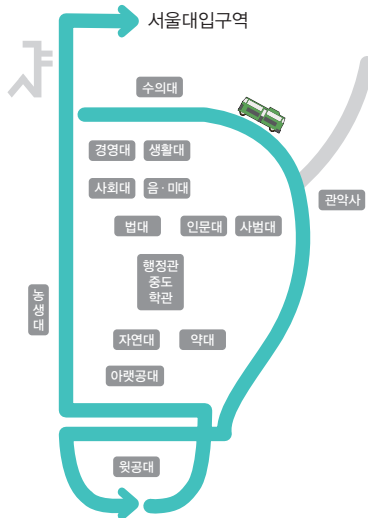 서울대입구역
수의대
경영대 생활대
사회대 음·미대
관악사
법대 인문대 사범대
행정관
중도
학관
농
생
대
자연대 약대
아랫공대
윗공대